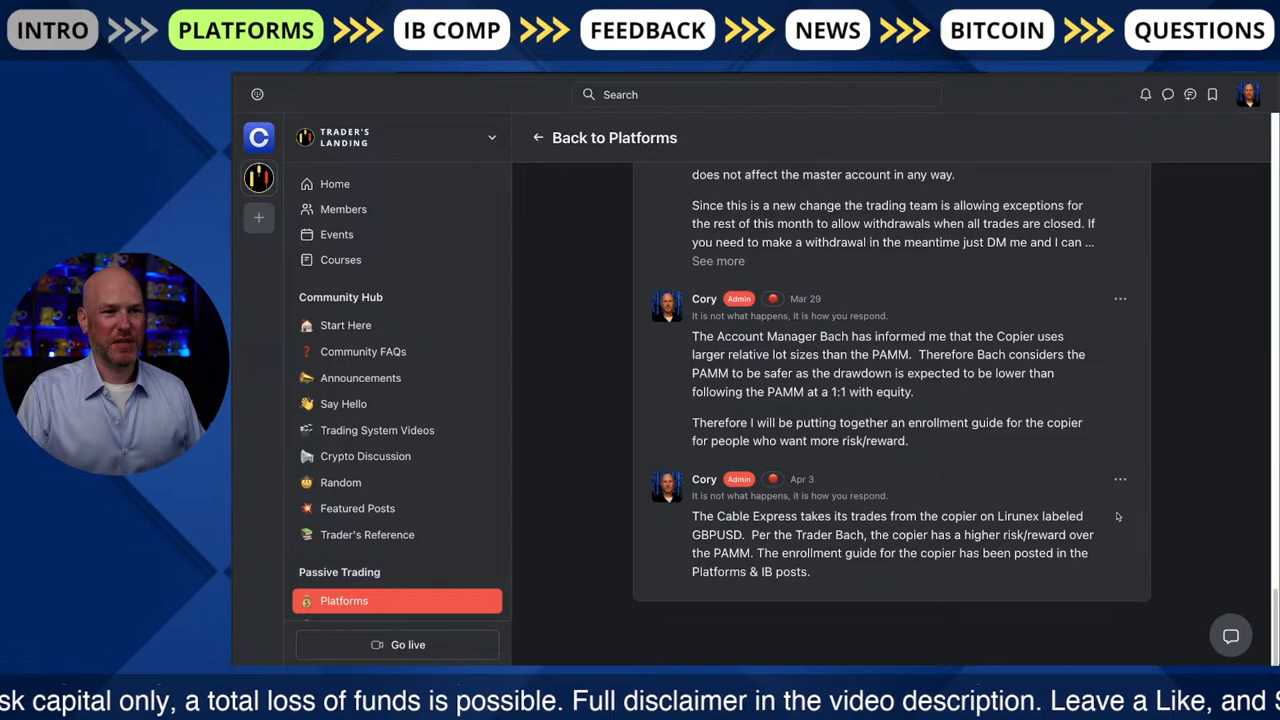 INTRO
PLATFORMS
IB COMP
FEEDBACK
NEWS
BITCOIN
QUESTIONS
Search
C
TRADER'S
LANDING
Back to Platforms
Home
Members
Events
Courses
Community Hub
Start Here
Community FAQs
Announcements
Say Hello
Trading System Videos
Crypto Discussion
Random
Featured Posts
Trader's Reference
Passive Trading
Platforms
Go live
does not affect the master account in any way.
Since this is a new change the trading team is allowing exceptions for
the rest of this month to allow withdrawals when all trades are closed. If
you need to make a withdrawal in the meantime just DM me and I can ...
See more
Cory Admin Mar 29
It is not what happens, it is how you respond.
The Account Manager Bach has informed me that the Copier uses
larger relative lot sizes than the PAMM. Therefore Bach considers the
PAMM to be safer as the drawdown is expected to be lower than
following the PAMM at a 1:1 with equity.
Therefore I will be putting together an enrollment guide for the copier
for people who want more risk/reward.
Cory Admin Apr 3
It is not what happens, it is how you respond.
The Cable Express takes its trades from the copier on Lirunex labeled
GBPUSD. Per the Trader Bach, the copier has a higher risk/reward over
the PAMM. The enrollment guide for the copier has been posted in the
Platforms & IB posts.
sk capital only, a total loss of funds is possible. Full disclaimer in the video description. Leave a Like, and S